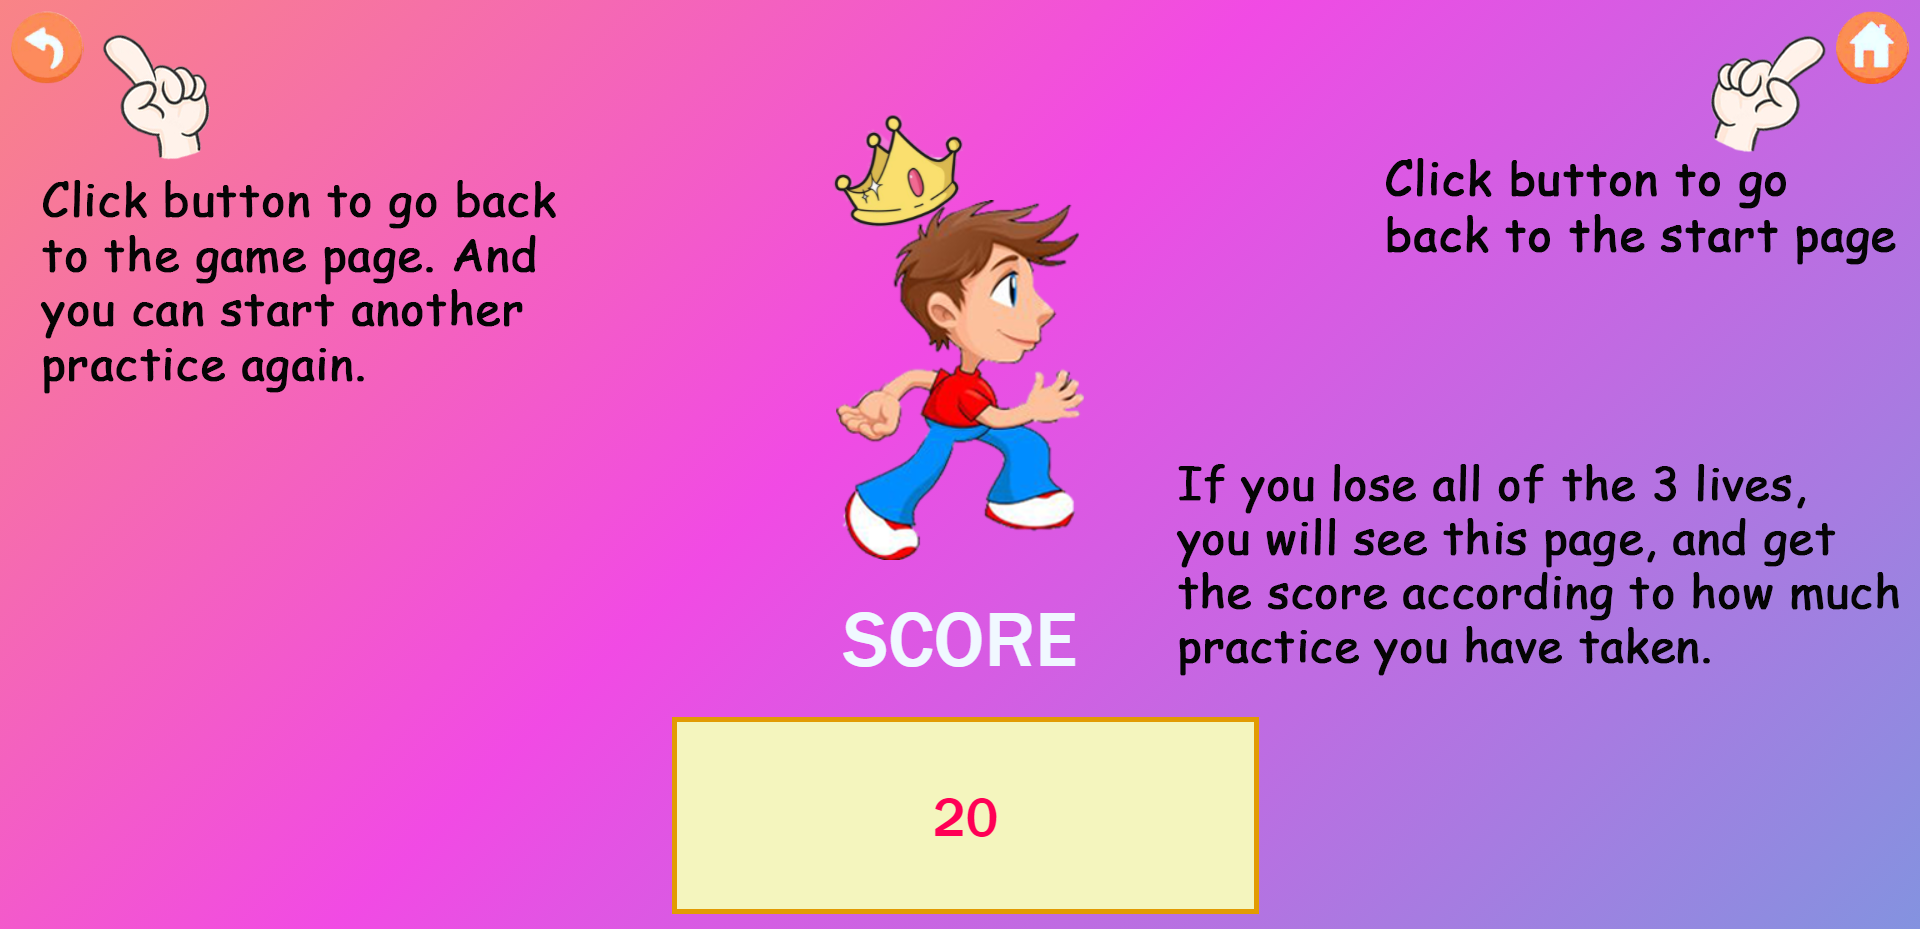 Click button to go back
to the game page. And
you can start another
practice again.
Click button to go
back to the start page
If you lose all of the 3 lives,
you will see this page, and get
the score according to how much
practice you have taken.
SCORE
20